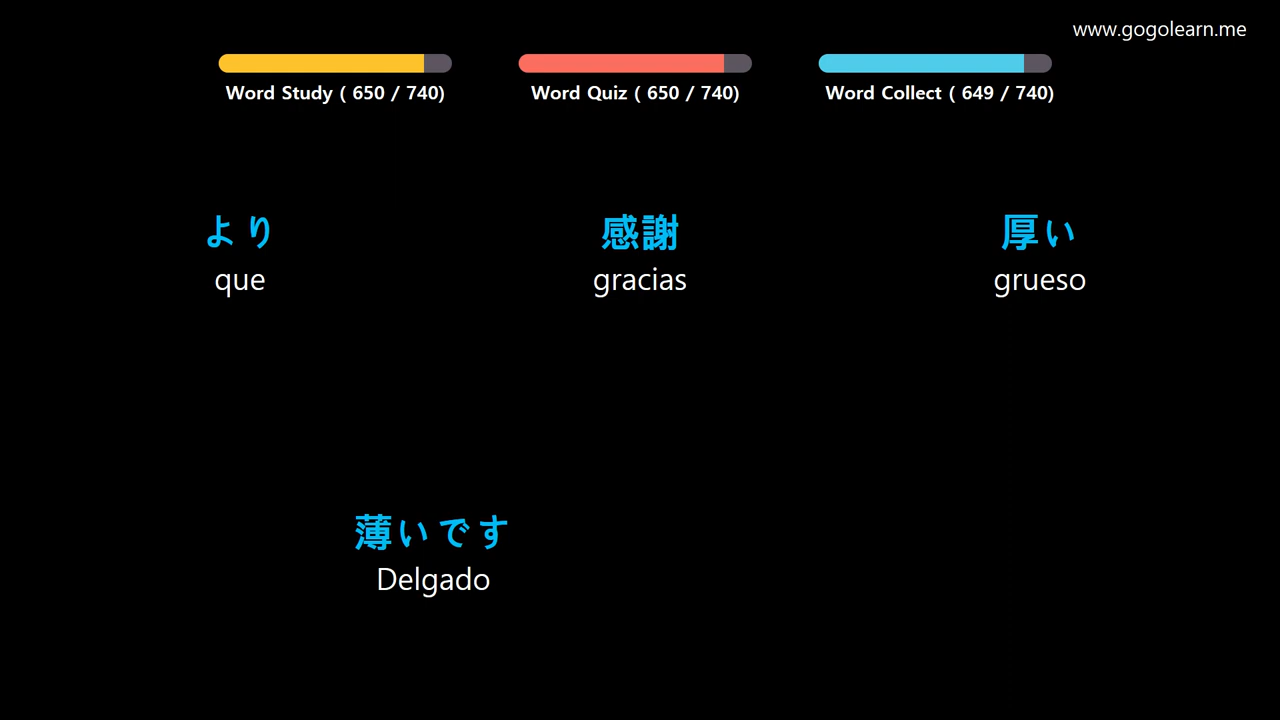 www.gogolearn.me
Word Study ( 650 / 740)
Word Quiz ( 650 / 740)
Word Collect ( 649 / 740)
より
que
感謝
gracias
厚い
grueso
薄いです
Delgado